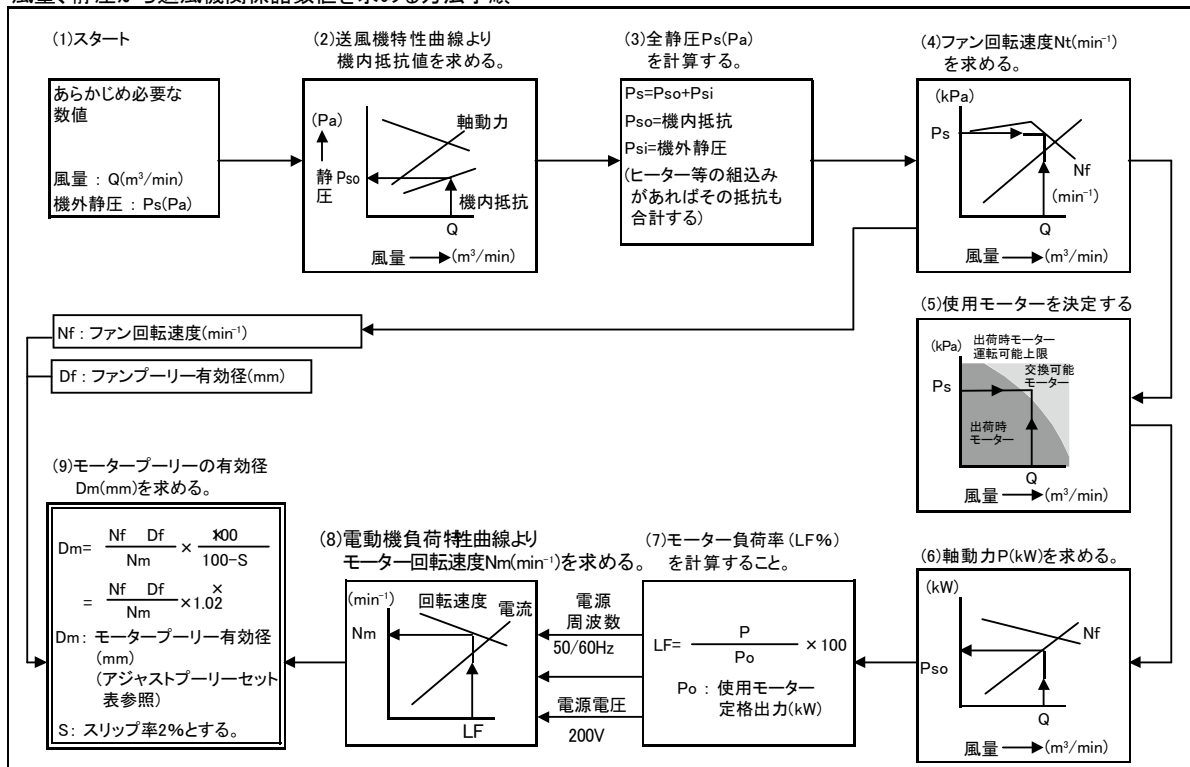 風量、静圧から送風機関係諸数値を求める方法手順
(1)スタート
あらかじめ必要な
数値
風量 : Q(m³/min)
機外静圧 : Ps(Pa)
(2)送風機特性曲線より
機内抵抗値を求める。
(Pa)
静圧
Pso
軸動力
機内抵抗
Q
風量 (m³/min)
(3)全静圧Ps(Pa)
を計算する。
Ps=Pso+Psi
Pso=機内抵抗
Psi=機外静圧
(ヒーター等の組込み
があればその抵抗も
合計する)
(4)ファン回転速度Nt(min⁻¹)
を求める。
(kPa)
Ps
Nf
(min⁻¹)
Q
風量 (m³/min)
(5)使用モーターを決定する
(kPa)
出荷時モーター
運転可能上限
交換可能
モーター
Ps
出荷時
モーター
Q
風量 (m³/min)
Nf : ファン回転速度(min⁻¹)
Df : ファンプーリー有効径(mm)
(6)軸動力P(kW)を求める。
(kW)
Nf
Pso
Q
風量 (m³/min)
(7)モーター負荷率(LF%)
を計算すること。
LF= P/Po × 100
Po : 使用モーター
定格出力(kW)
電源
周波数
50/60Hz
電源電圧
200V
(8)電動機負荷特性曲線より
モーター回転速度Nm(min⁻¹)を求める。
(min⁻¹)
回転速度
電流
Nm
LF
(9)モータープーリーの有効径
Dm(mm)を求める。
Dm= Nf × Df/Nm × 100/100-S
= Nf × Df/Nm ×1.02
Dm: モータープーリー有効径
(mm)
(アジャストプーリーセット
表参照)
S: スリップ率2%とする。